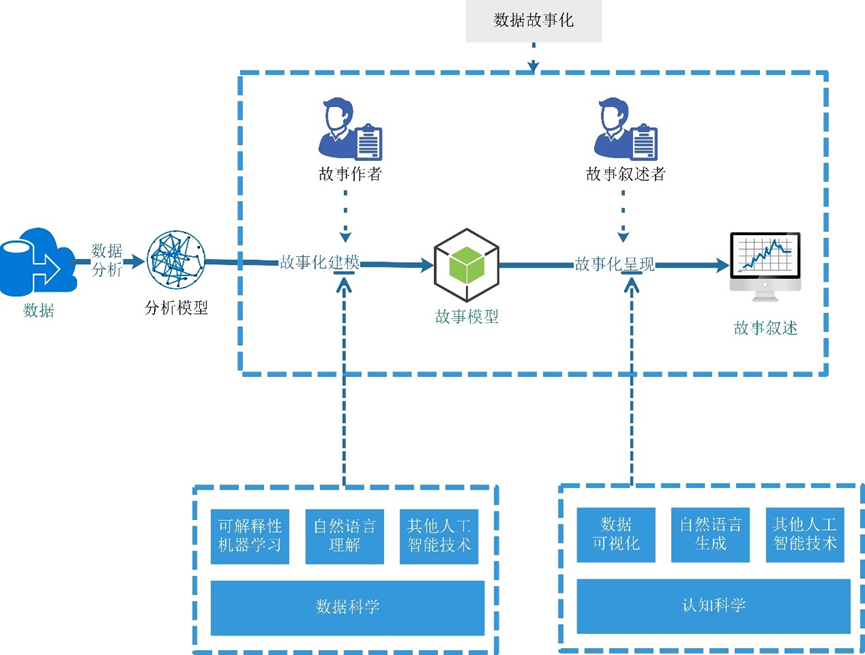 数据故事化
故事作者
故事叙述者
数据
分析
故事化建模
故事化呈现
数据
分析模型
故事模型
故事叙述
可解释性
机器学习
自然语言
理解
其他人工
智能技术
数据科学
数据
可视化
自然语言
生成
其他人工
智能技术
认知科学